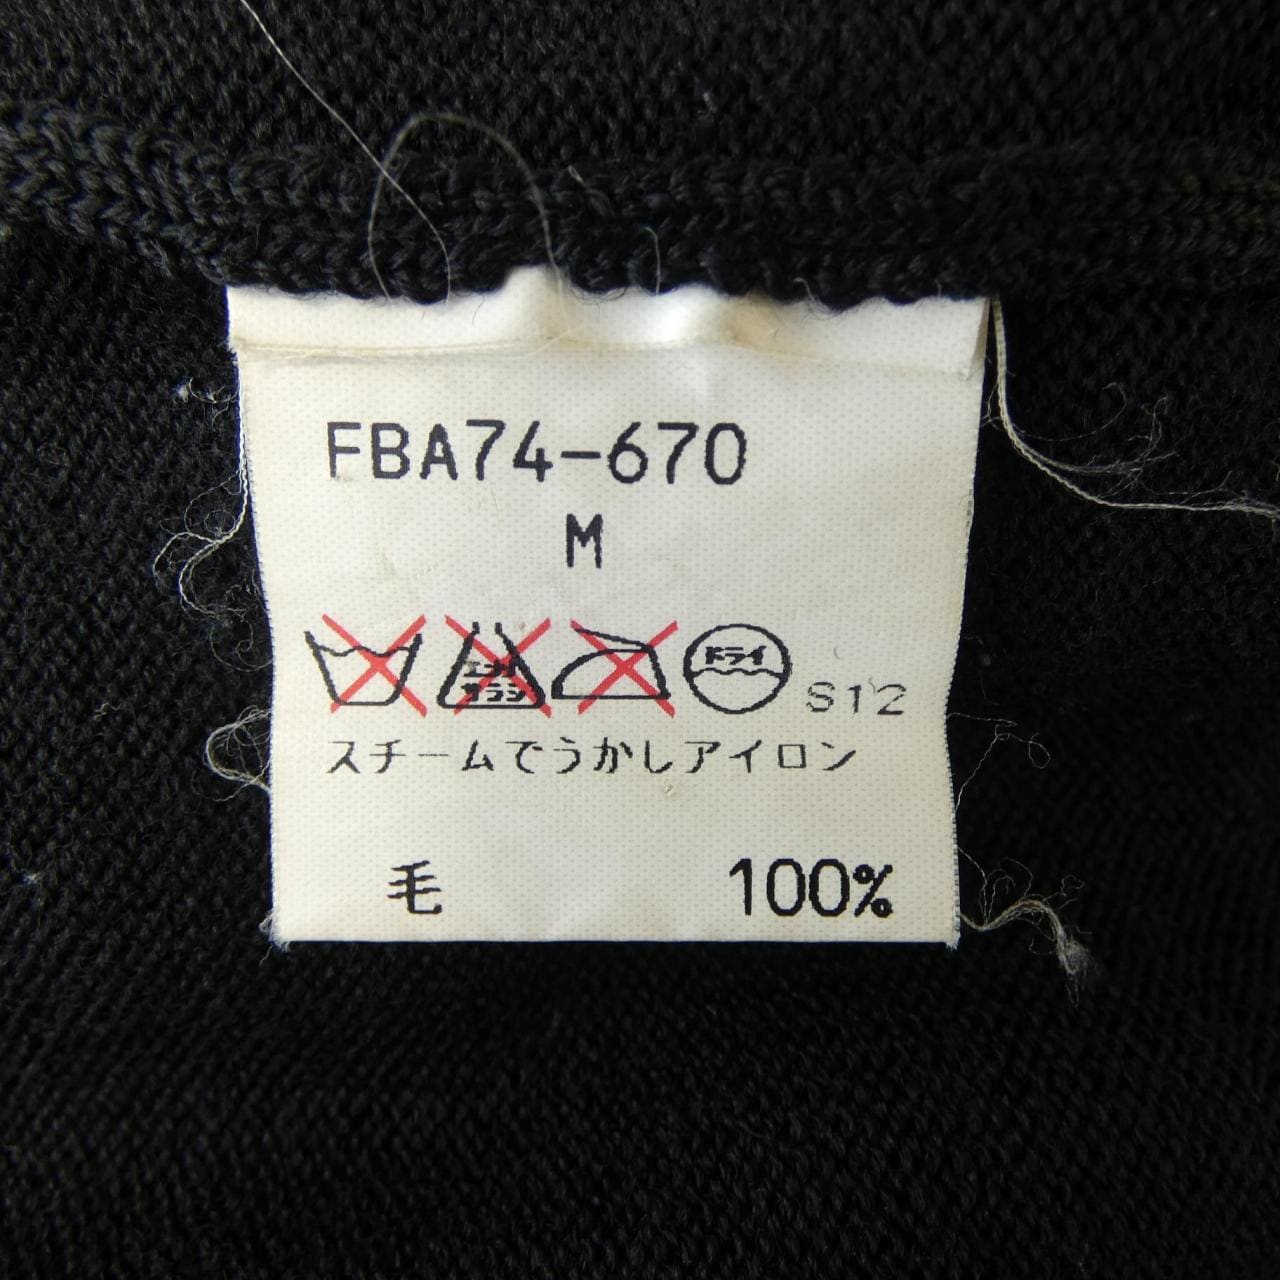 FBA74-670
M
エンソ
サラシ
ドライ
S12
スチームでうかしアイロン
毛 100%